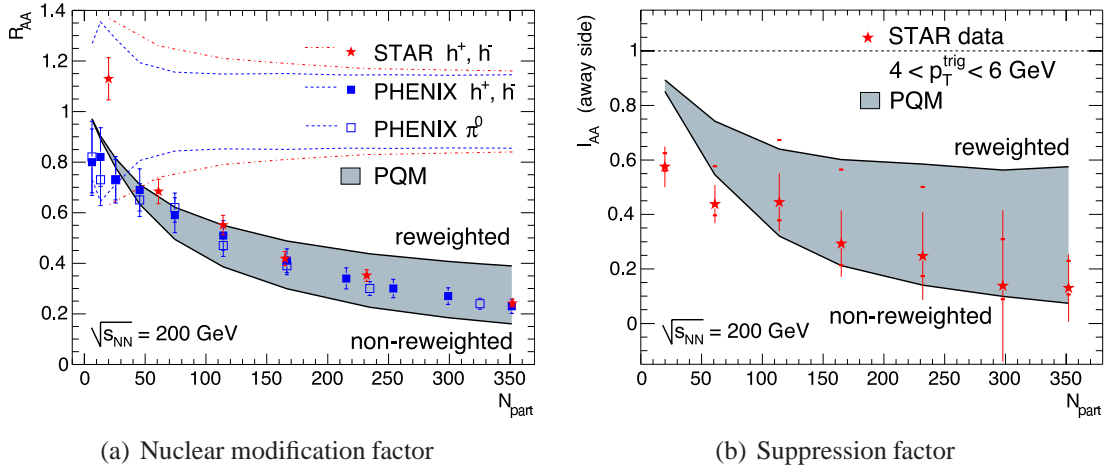 R_AA
1.4
1.2
1
0.8
0.6
0.4
0.2
0
STAR h⁺, h⁻
PHENIX h⁺, h⁻
PHENIX π⁰
PQM
reweighted
non-reweighted
√s_NN = 200 GeV
0 50 100 150 200 250 300 350
N_part
(a) Nuclear modification factor
I_AA (away side)
1
0.8
0.6
0.4
0.2
0
STAR data
4 < p_T^trig < 6 GeV
PQM
reweighted
non-reweighted
√s_NN = 200 GeV
0 50 100 150 200 250 300 350
N_part
(b) Suppression factor